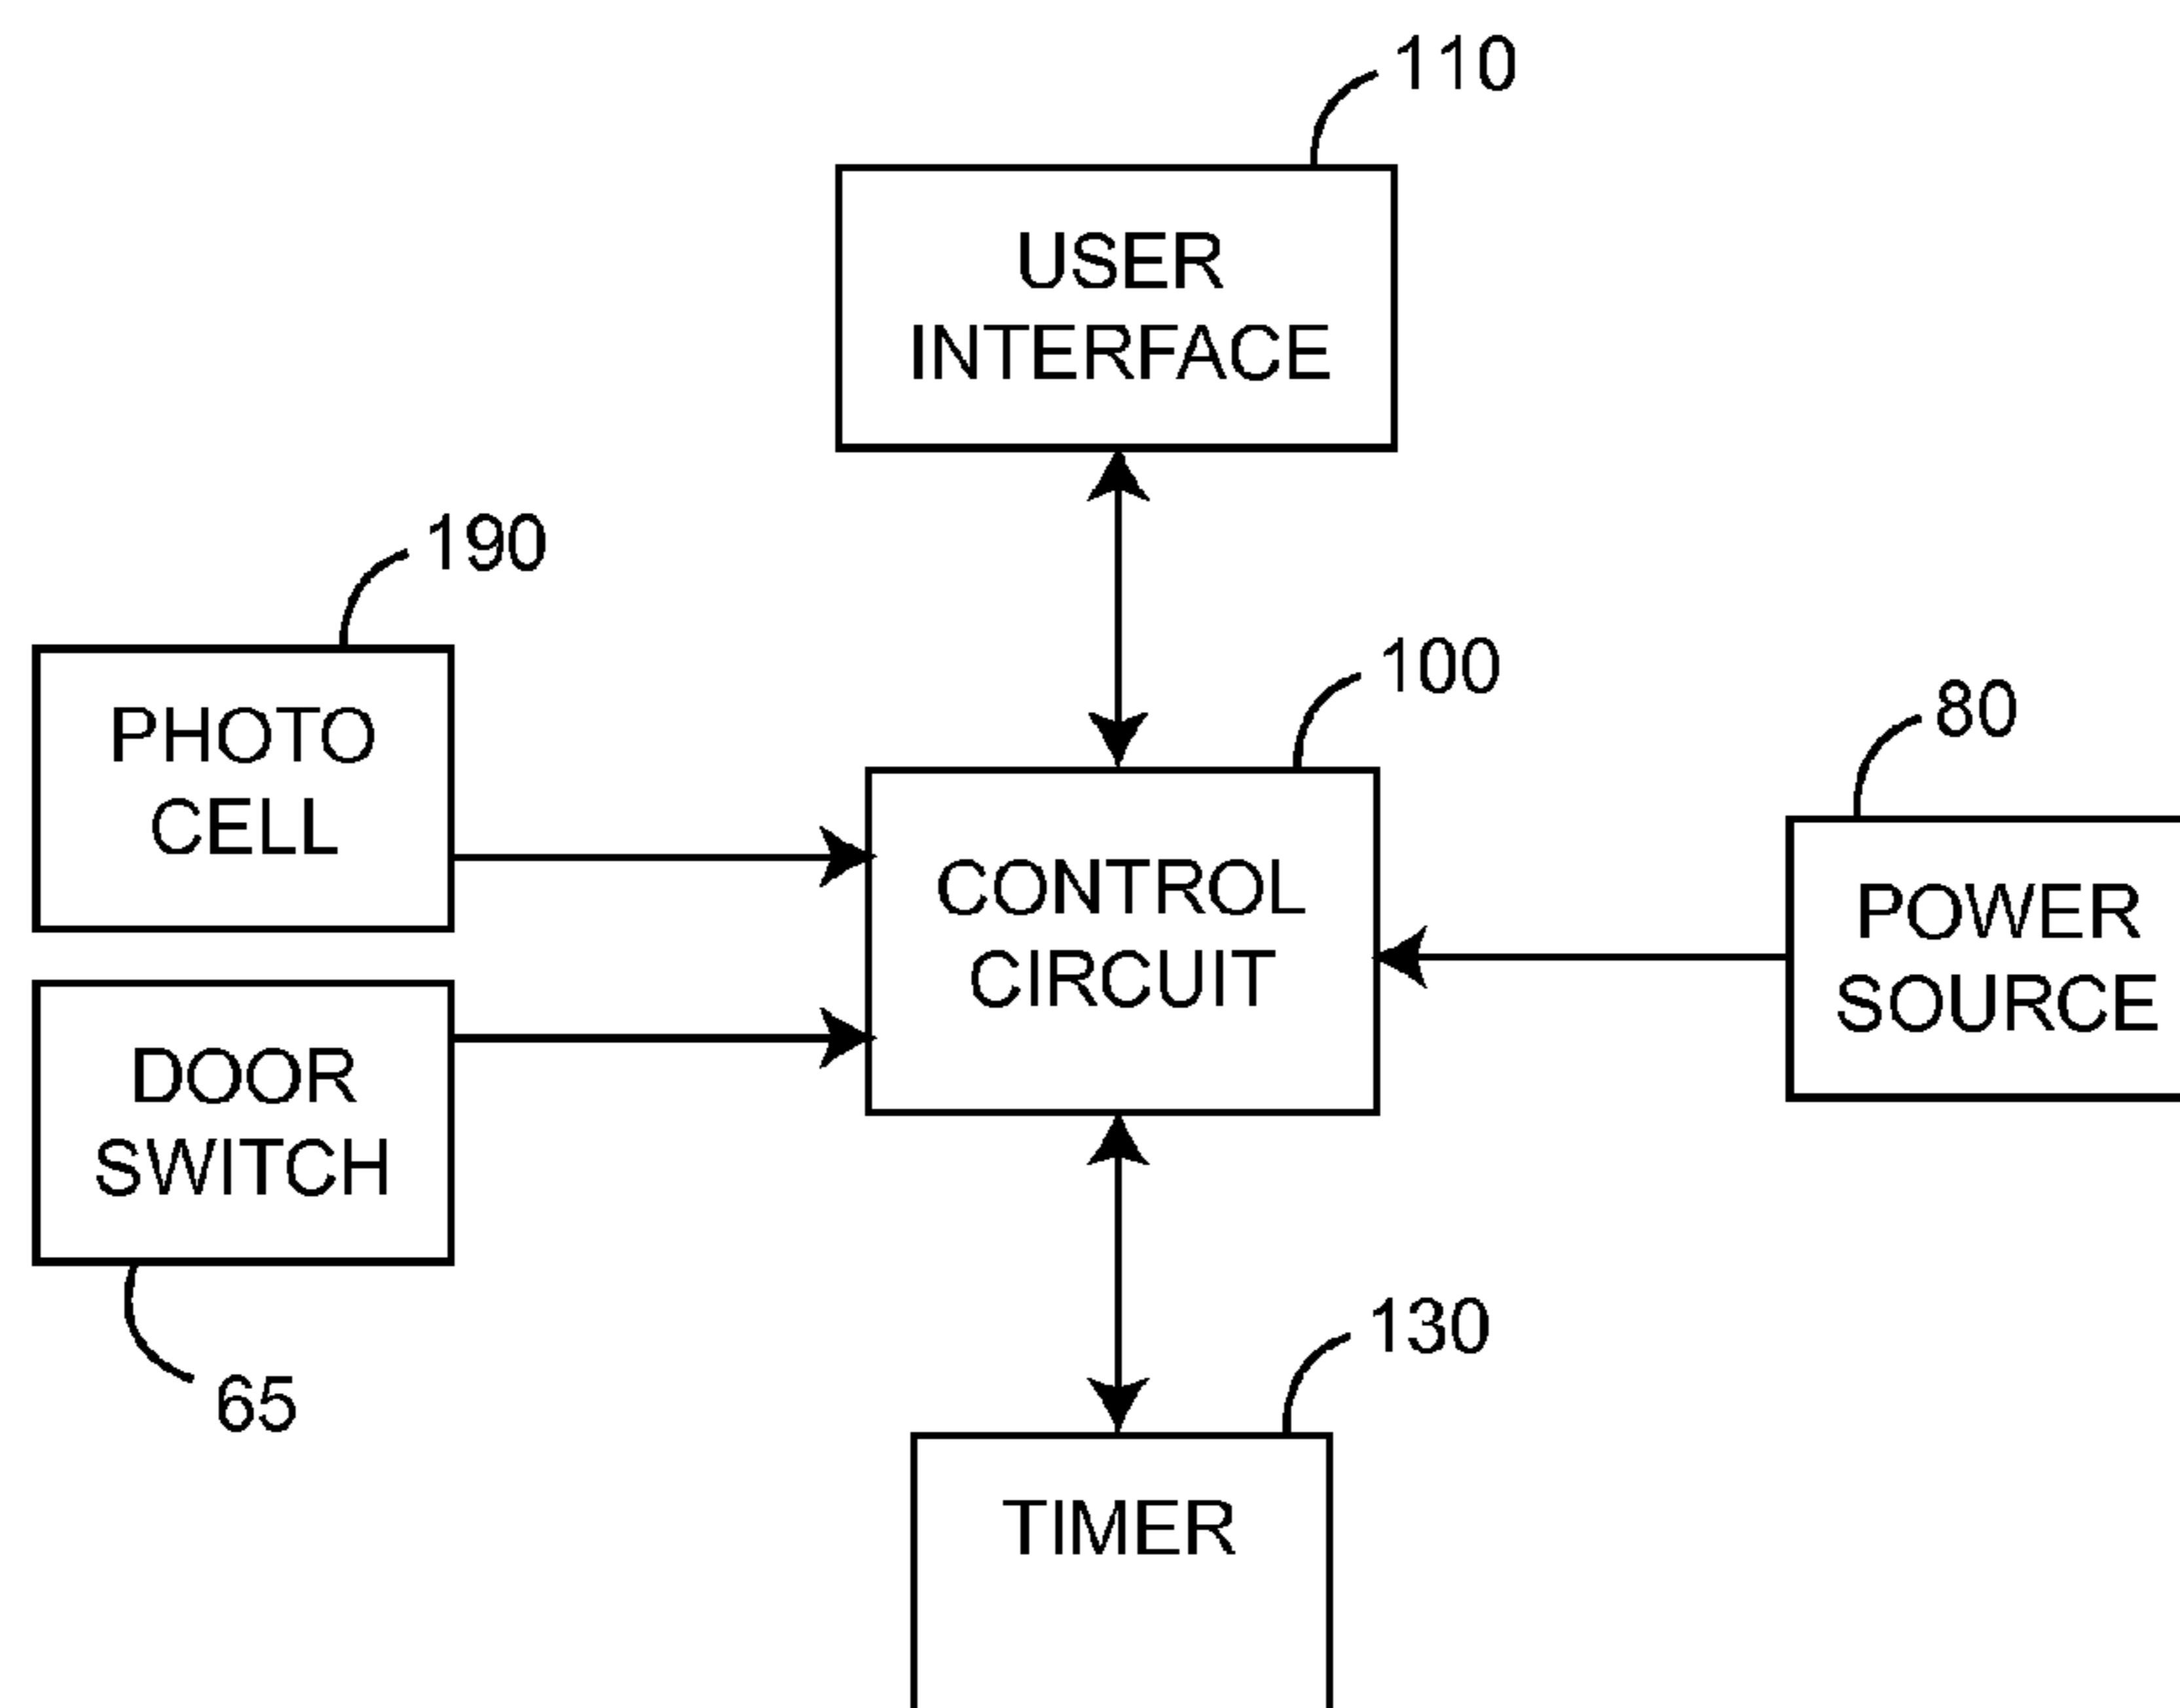 110
USER
INTERFACE
190
PHOTO
CELL
100
CONTROL
CIRCUIT
80
POWER
SOURCE
DOOR
SWITCH
65
130
TIMER